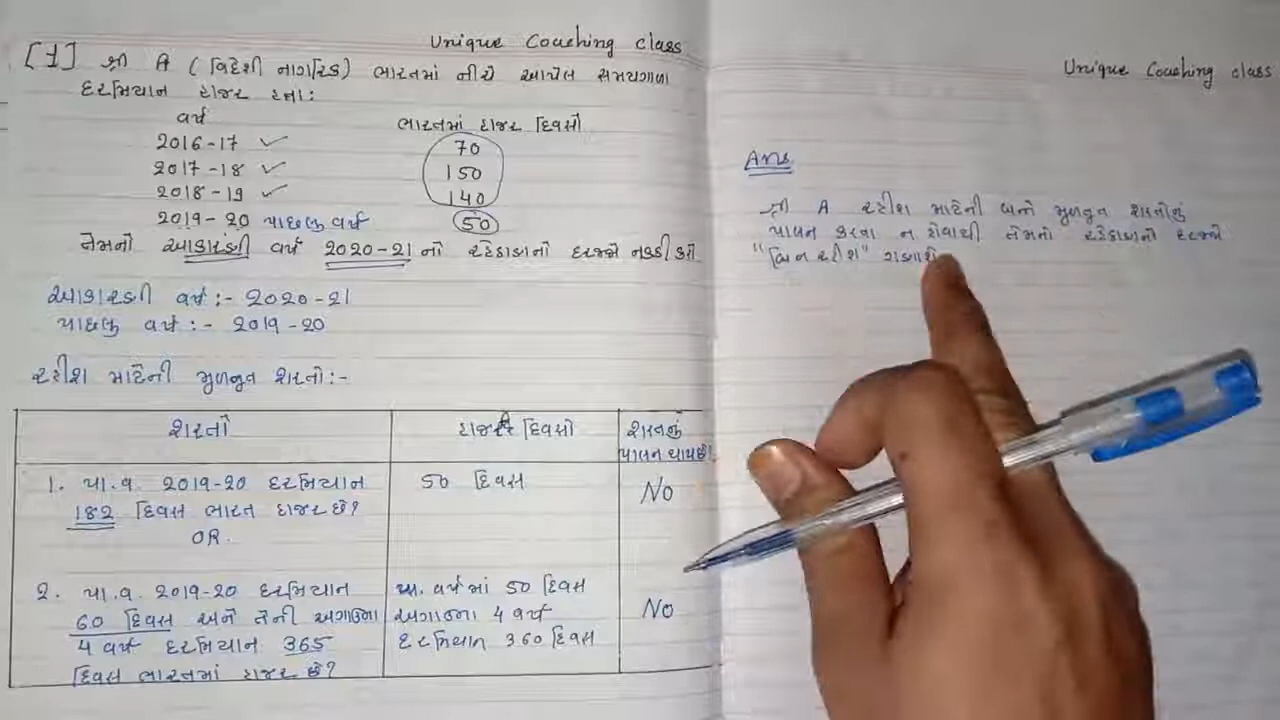 Unique Coaching Class
[1] શ્રી A (વિદેશી નાગરિક) ભારતમાં નીચે આપેલ સમયગાળા
દરમિયાન હાજર હતા:
વર્ષ ભારતમાં હાજર દિવસો
2016-17 ✓ 70
2017-18 ✓ 150
2018-19 ✓ 140
2019-20 પાછલુ વર્ષ 50
તેમનો આકારણી વર્ષ 2020-21 નો રહેઠાણનો દરજ્જો નક્કી કરો
આકારણી વર્ષ :- 2020-21
પાછલુ વર્ષ :- 2019-20
રહીશ માટેની મૂળભૂત શરતો:-
શરતો હાજર દિવસો શરતનું
પાલન થાય છે?
1. પા.વ. 2019-20 દરમિયાન 50 દિવસ No
182 દિવસ ભારત હાજર છે?
OR.
2. પા.વ. 2019-20 દરમિયાન પા. વર્ષમાં 50 દિવસ
60 દિવસ અને તેની અગાઉના અગાઉના 4 વર્ષ No
4 વર્ષ દરમિયાન 365 દરમિયાન 360 દિવસ
દિવસ ભારતમાં હાજર છે?
Unique Coaching class
Ans
શ્રી A રહીશ માટેની બન્ને મૂળભૂત શરતોનું
પાલન કરતા ન હોવાથી તેમનો રહેઠાણનો દરજ્જો
"બિન રહીશ" ગણાશે